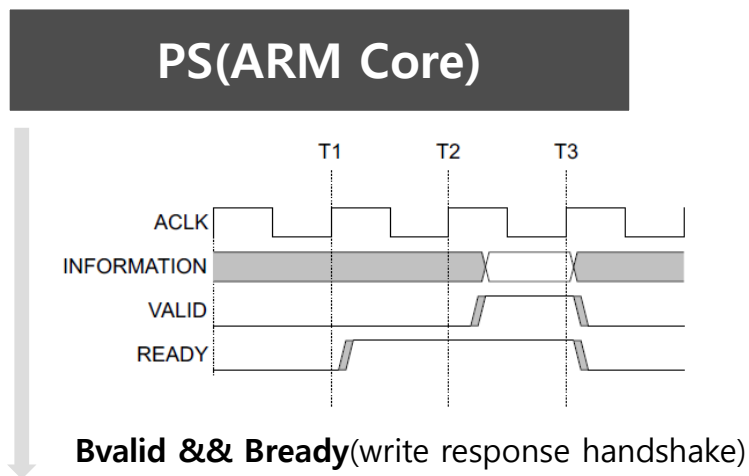 PS(ARM Core)
T1 T2 T3
ACLK
INFORMATION
VALID
READY
Bvalid && Bready(write response handshake)